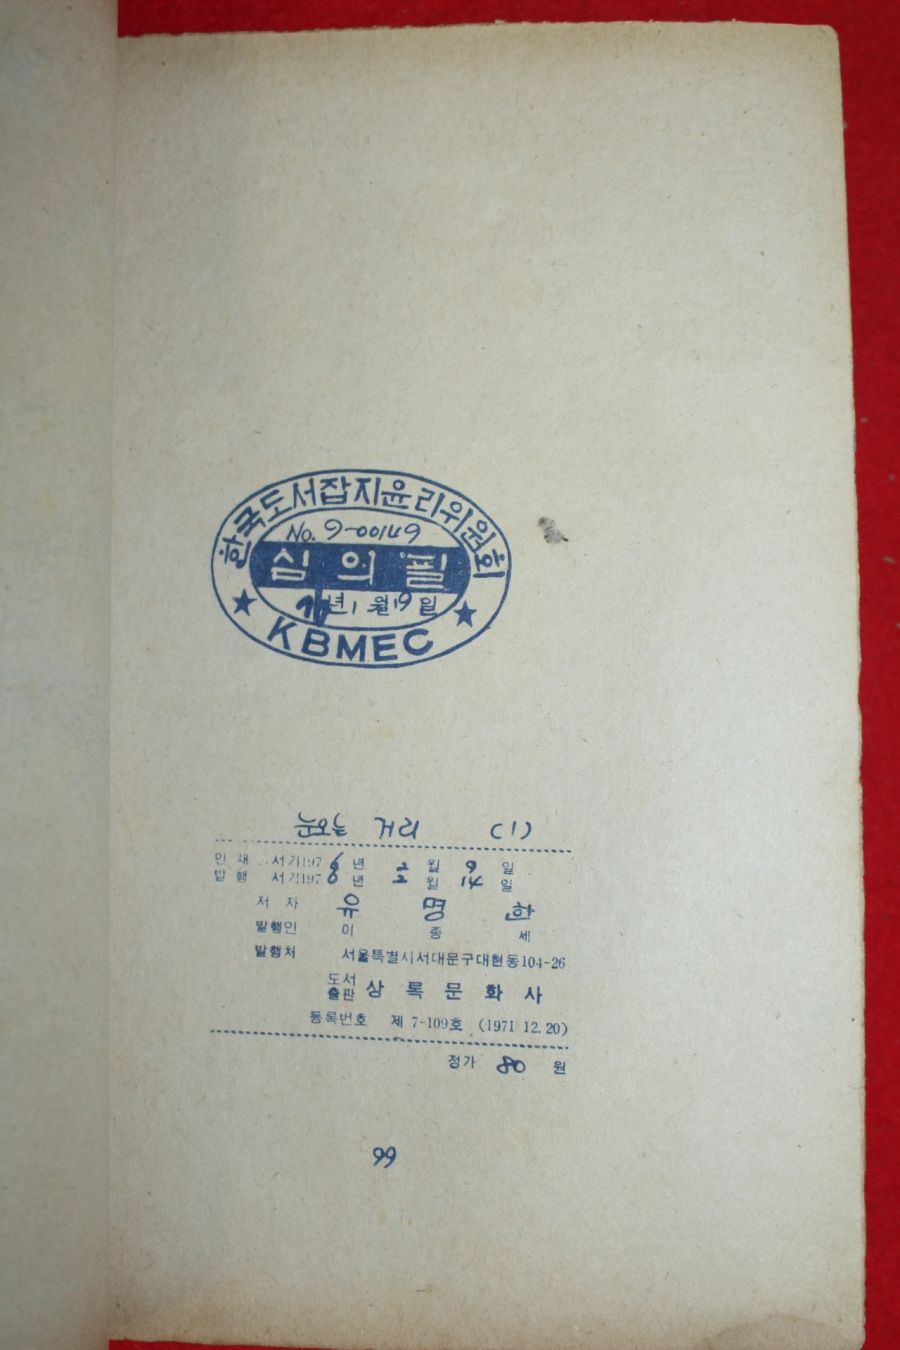 한국도서잡지윤리위원회
No. 9-00149
심의필
년 1월 19일
★ KBMEC ★
거리 (1)
인쇄 서기1976년 2월 9일
발행 서기1976년 2월 14일
저자 유명한
발행인 이종세
발행처 서울특별시서대문구대현동104-26
도서출판 상록문화사
등록번호 제 7-109호 (1971 12. 20)
정가 80 원
99